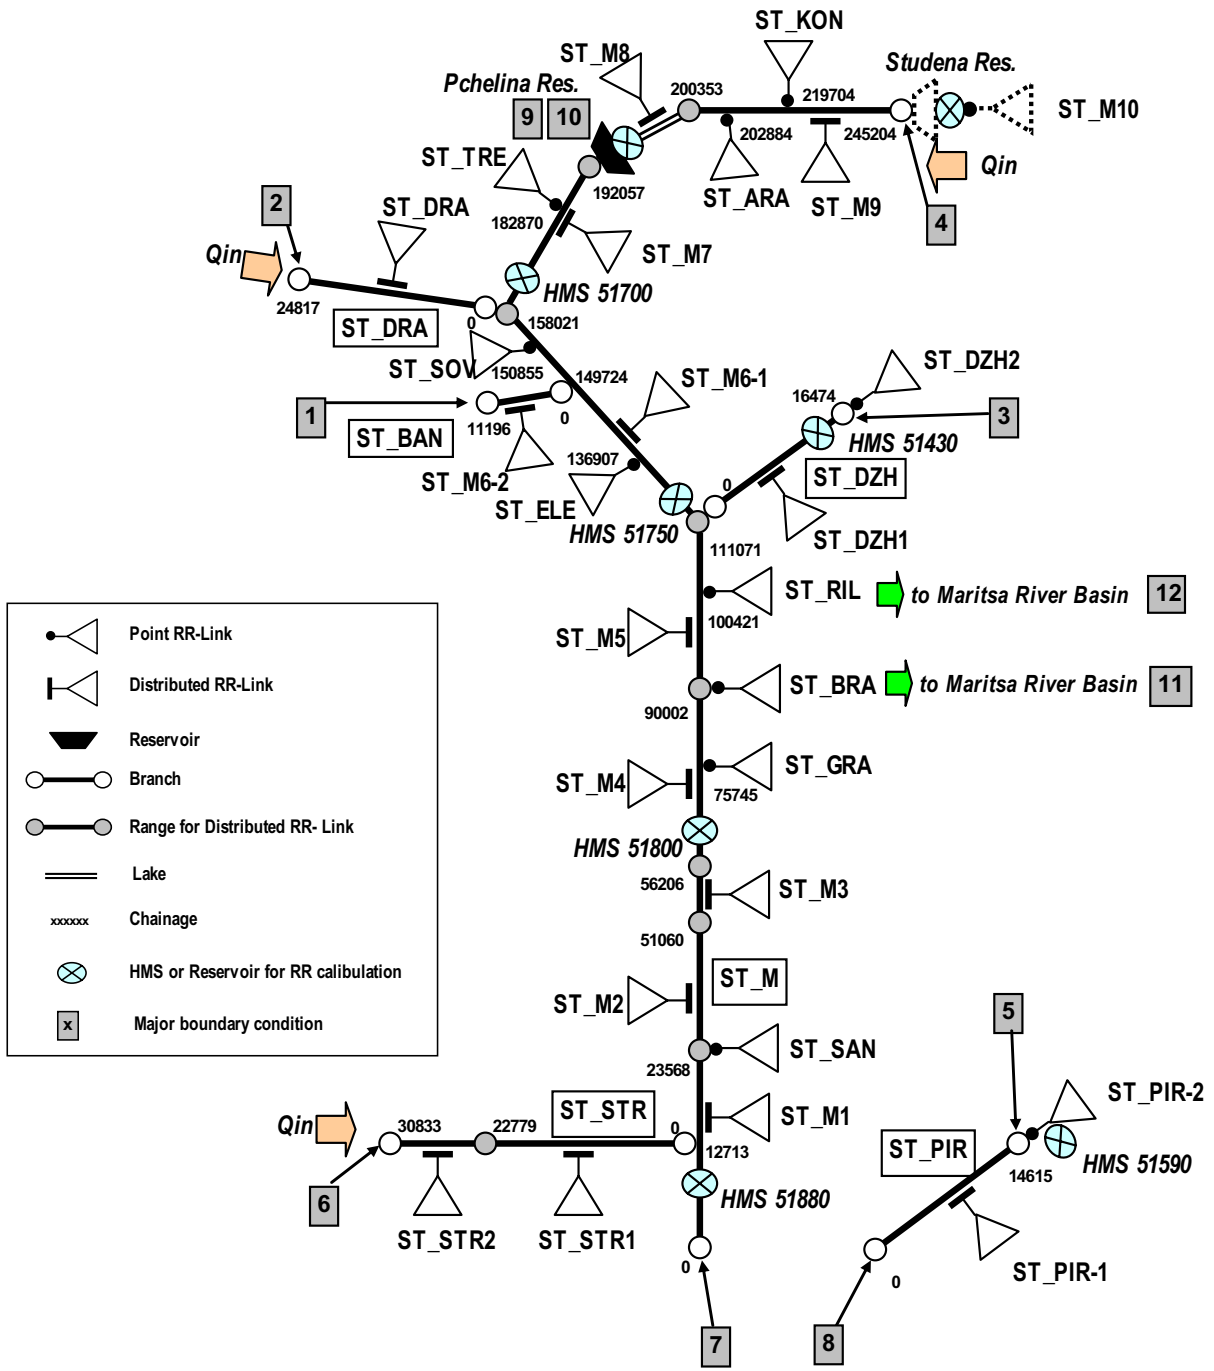 ST_KON
ST_M8
Studena Res.
Pchelina Res.
200353
219704
ST_M10
9
10
202884
245204
ST_TRE
Qin
192057
ST_ARA
ST_M9
2
ST_DRA
182870
4
ST_M7
Qin
HMS 51700
24817
ST_DRA
0
158021
ST_SOV
150855
149724
ST_M6-1
ST_DZH2
16474
1
11196
0
3
HMS 51430
ST_BAN
136907
ST_M6-2
0
ST_DZH
ST_ELE
HMS 51750
ST_DZH1
111071
ST_RIL
to Maritsa River Basin
12
100421
ST_M5
ST_BRA
to Maritsa River Basin
11
90002
ST_GRA
ST_M4
75745
HMS 51800
56206
ST_M3
51060
ST_M
ST_M2
5
ST_SAN
23568
ST_PIR-2
ST_STR
ST_M1
Qin
30833
22779
0
12713
ST_PIR
14615
HMS 51590
6
HMS 51880
ST_STR2
ST_STR1
0
ST_PIR-1
0
7
8
Point RR-Link
Distributed RR-Link
Reservoir
Branch
Range for Distributed RR- Link
Lake
xxxxxx
Chainage
HMS or Reservoir for RR calibulation
x
Major boundary condition